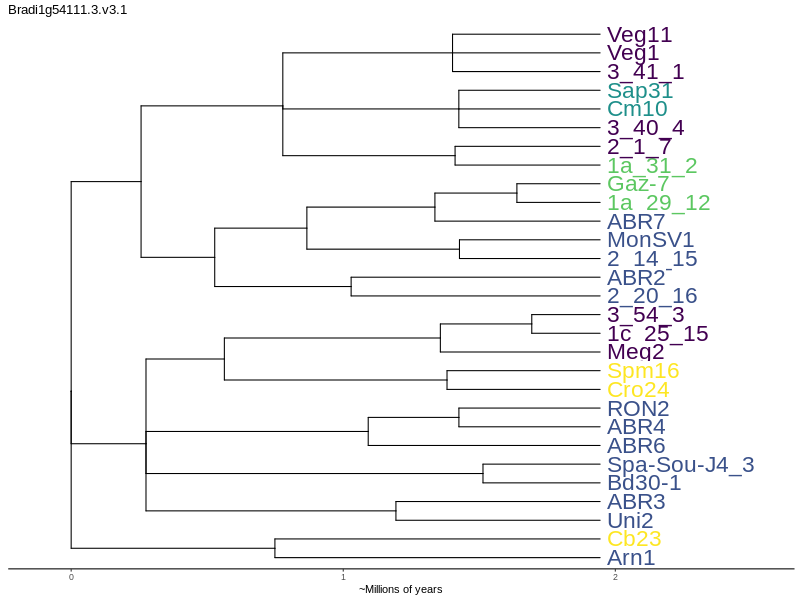 Bradi1g54111.3.v3.1
Veg11
Veg1
3_41_1
Sap31
Cm10
3_40_4
2_1_7
1a_31_2
Gaz-7
1a_29_12
ABR7
MonSV1
2_14_15
ABR2
2_20_16
3_54_3
1c_25_15
Meg2
Spm16
Cro24
RON2
ABR4
ABR6
Spa-Sou-J4_3
Bd30-1
ABR3
Uni2
Cb23
Arn1
0 1 2
~Millions of years